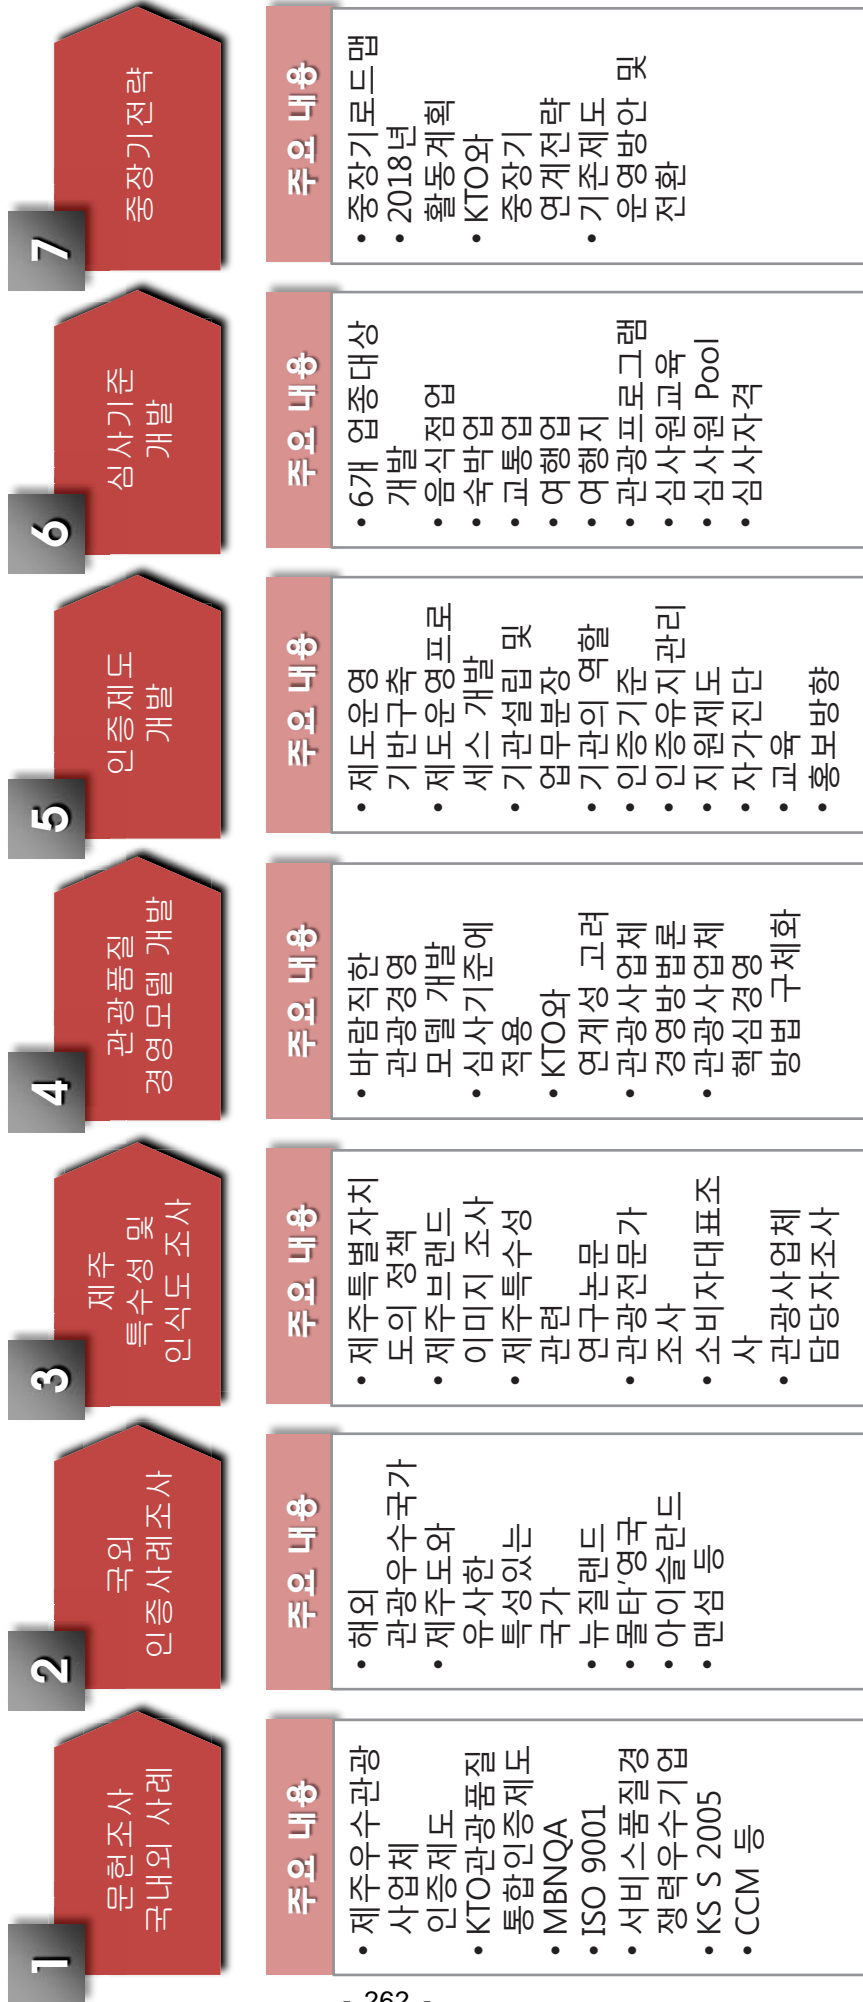 1
문헌조사
국내외 사례
주요 내용
• 제주우수관광
사업체
인증제도
• KTO관광품질
통합인증제도
• MBNQA
• ISO 9001
• 서비스품질경
쟁력우수기업
• KS S 2005
• CCM 등
2
국외
인증사례조사
주요 내용
• 해외
관광우수국가
• 제주도와
유사한
특성있는
국가
• 뉴질랜드
• 몰타’영국
• 아이슬란드
• 맨섬 등
3
제주
특수성 및
인식도 조사
주요 내용
• 제주특별자치
도의 정책
• 제주브랜드
이미지 조사
• 제주특수성
관련
연구논문
• 관광전문가
조사
• 소비자대표조
사
• 관광사업체
담당자조사
4
관광품질
경영모델 개발
주요 내용
• 바람직한
관광경영
모델 개발
• 심사기준에
적용
• KTO와
연계성 고려
• 관광사업체
경영방법론
• 관광사업체
핵심경영
방법 구체화
5
인증제도
개발
주요 내용
• 제도운영
기반구축
• 제도운영프로
세스 개발
• 기관설립 및
업무분장
• 기관의 역할
• 인증기준
• 인증유지관리
• 지원제도
• 자가진단
• 교육
• 홍보방향
6
심사기준
개발
주요 내용
• 6개 업종대상
개발
• 음식점업
• 숙박업
• 교통업
• 여행업
• 여행지
• 관광프로그램
• 심사원교육
• 심사원 Pool
• 심사자격
7
중장기전략
주요 내용
• 중장기로드맵
• 2018년
활동계획
• KTO와
중장기
연계전략
• 기존제도
운영방안 및
전환
- 262 -